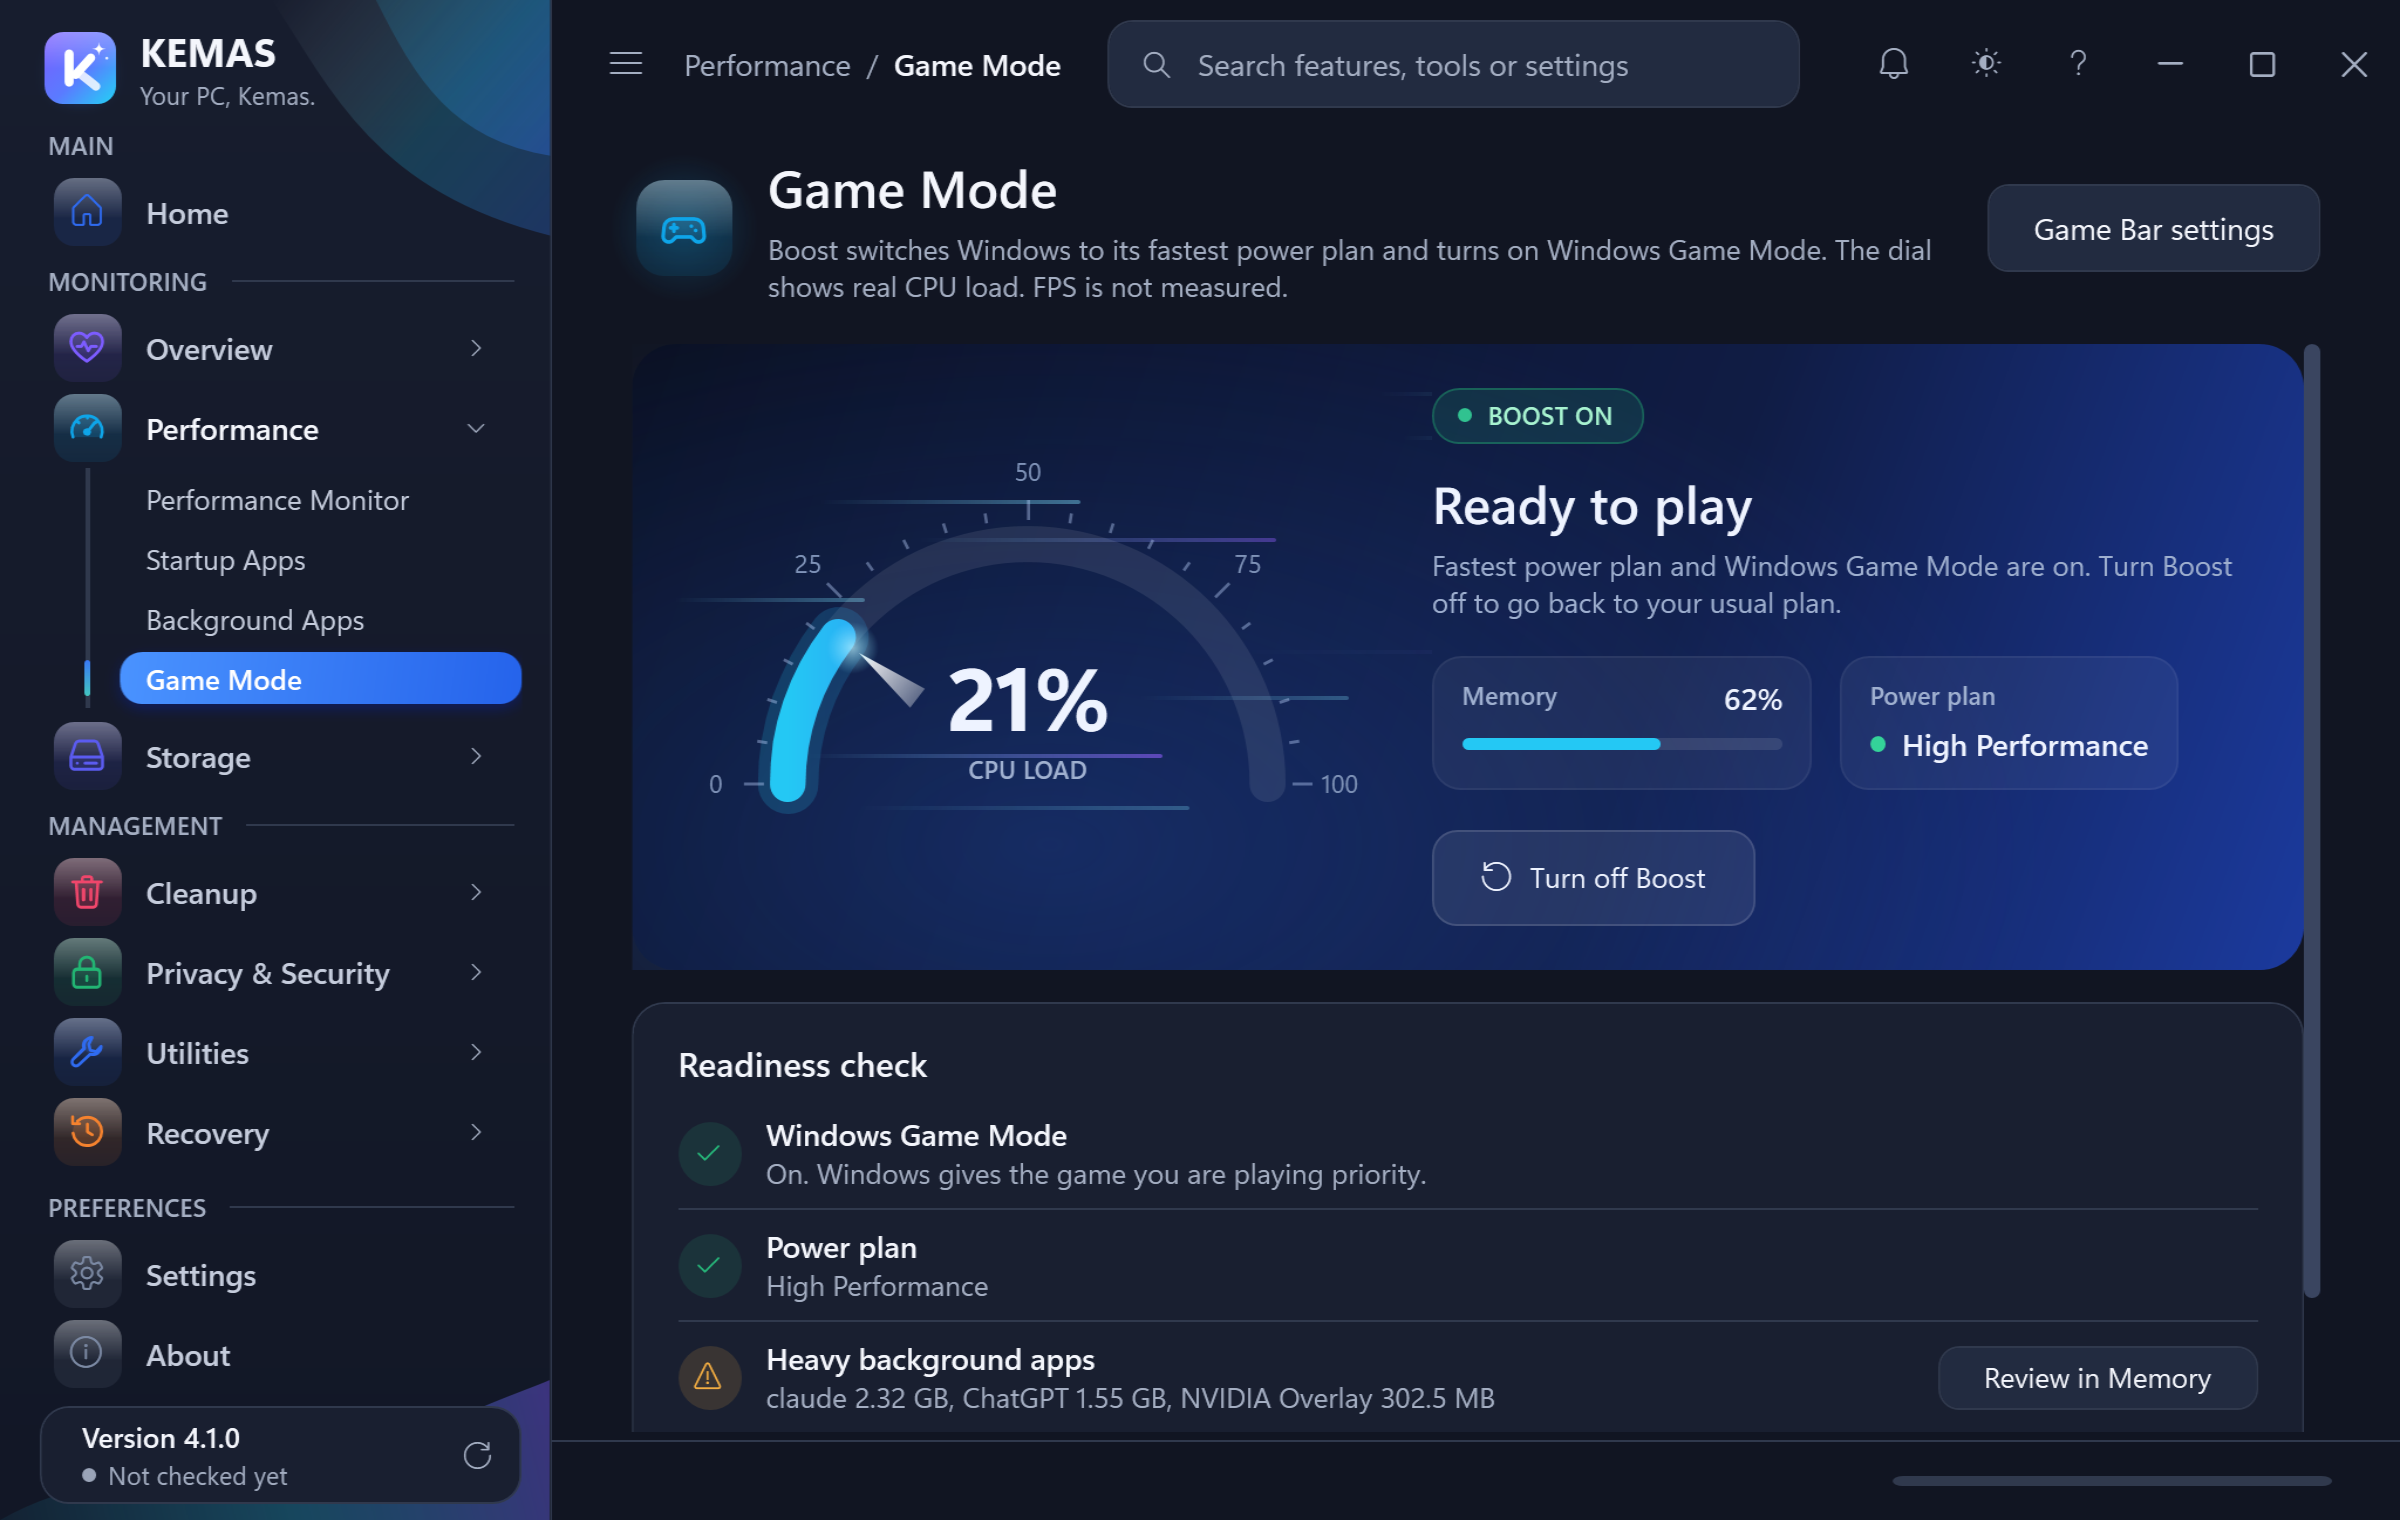 KEMAS
Your PC, Kemas.
MAIN
Home
MONITORING
Overview
Performance
Performance Monitor
Startup Apps
Background Apps
Game Mode
Storage
MANAGEMENT
Cleanup
Privacy & Security
Utilities
Recovery
PREFERENCES
Settings
About
Version 4.1.0
Not checked yet
Performance / Game Mode
Search features, tools or settings
Game Mode
Boost switches Windows to its fastest power plan and turns on Windows Game Mode. The dial
shows real CPU load. FPS is not measured.
Game Bar settings
0
25
50
75
100
21%
CPU LOAD
BOOST ON
Ready to play
Fastest power plan and Windows Game Mode are on. Turn Boost
off to go back to your usual plan.
Memory 62%
Power plan
High Performance
Turn off Boost
Readiness check
Windows Game Mode
On. Windows gives the game you are playing priority.
Power plan
High Performance
Heavy background apps
claude 2.32 GB, ChatGPT 1.55 GB, NVIDIA Overlay 302.5 MB
Review in Memory